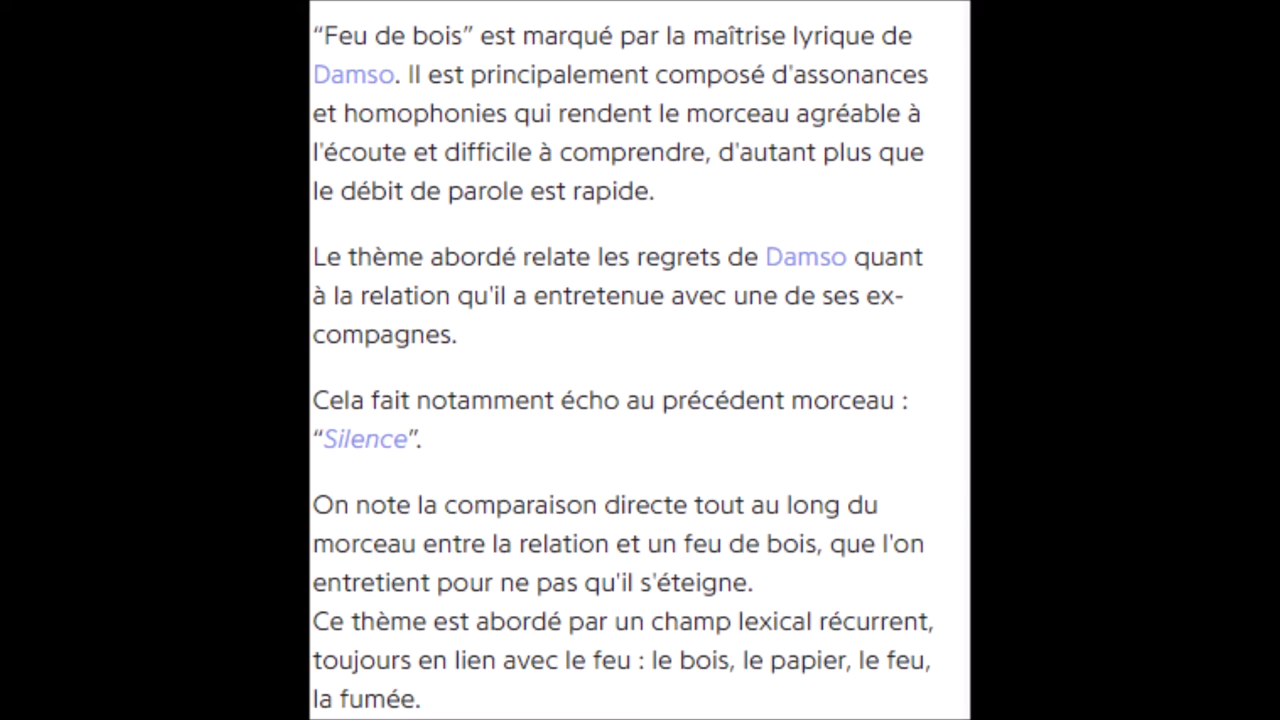 “Feu de bois” est marqué par la maîtrise lyrique de
Damso. Il est principalement composé d'assonances
et homophonies qui rendent le morceau agréable à
l'écoute et difficile à comprendre, d'autant plus que
le débit de parole est rapide.
Le thème abordé relate les regrets de Damso quant
à la relation qu'il a entretenue avec une de ses ex-
compagnes.
Cela fait notamment écho au précédent morceau :
“Silence”.
On note la comparaison directe tout au long du
morceau entre la relation et un feu de bois, que l'on
entretient pour ne pas qu'il s'éteigne.
Ce thème est abordé par un champ lexical récurrent,
toujours en lien avec le feu : le bois, le papier, le feu,
la fumée.